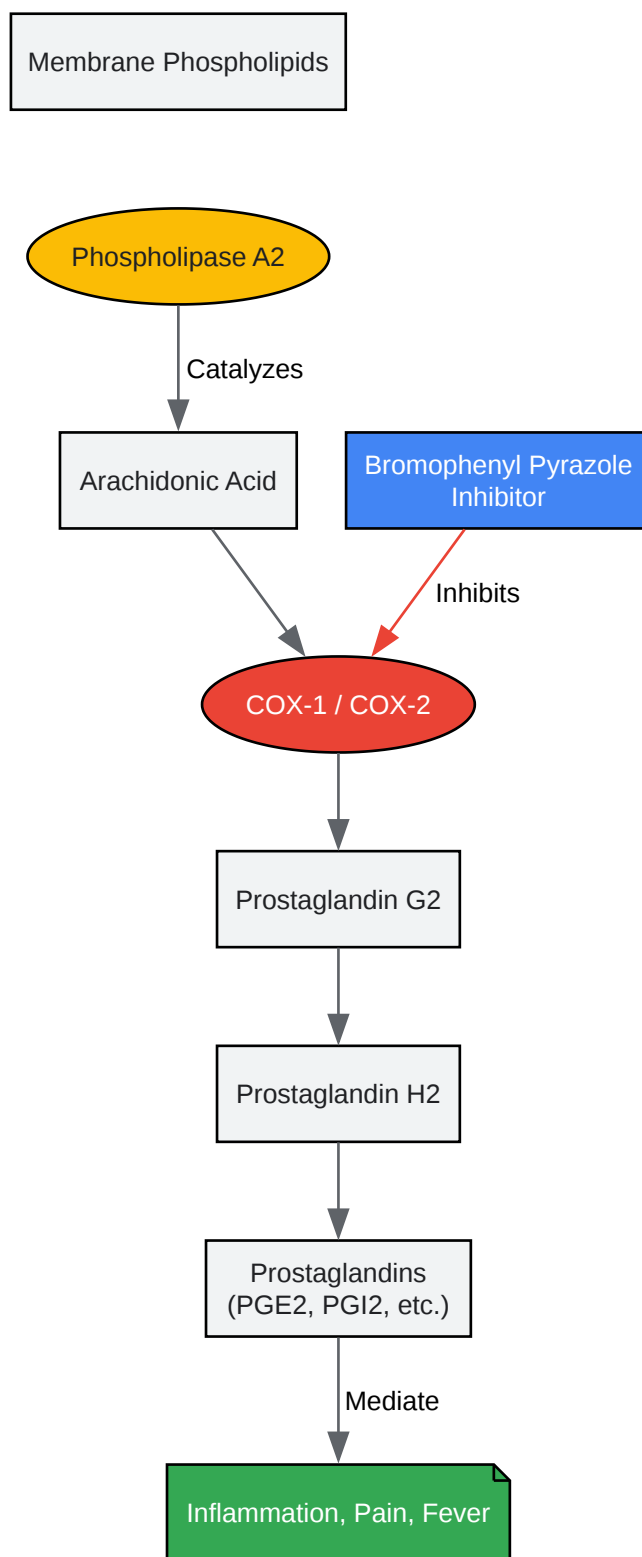 Membrane Phospholipids
Phospholipase A2
Catalyzes
Arachidonic Acid
Bromophenyl Pyrazole
Inhibitor
Inhibits
COX-1 / COX-2
Prostaglandin G2
Prostaglandin H2
Prostaglandins
(PGE2, PGI2, etc.)
Mediate
Inflammation, Pain, Fever